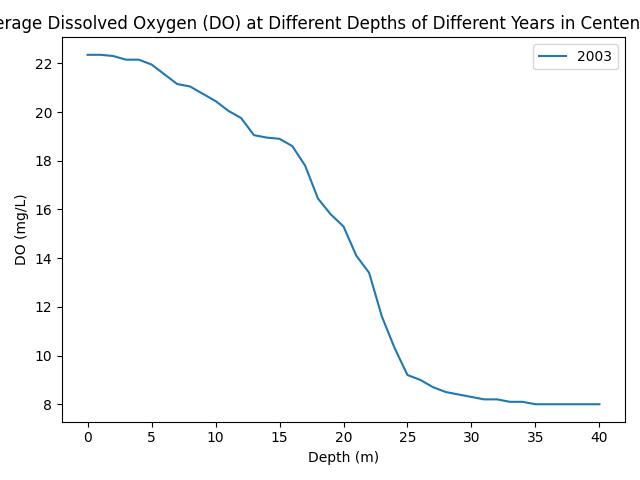 erage Dissolved Oxygen (DO) at Different Depths of Different Years in Centen
2003
22
20
18
16
14
12
10
8
DO (mg/L)
0 5 10 15 20 25 30 35 40
Depth (m)